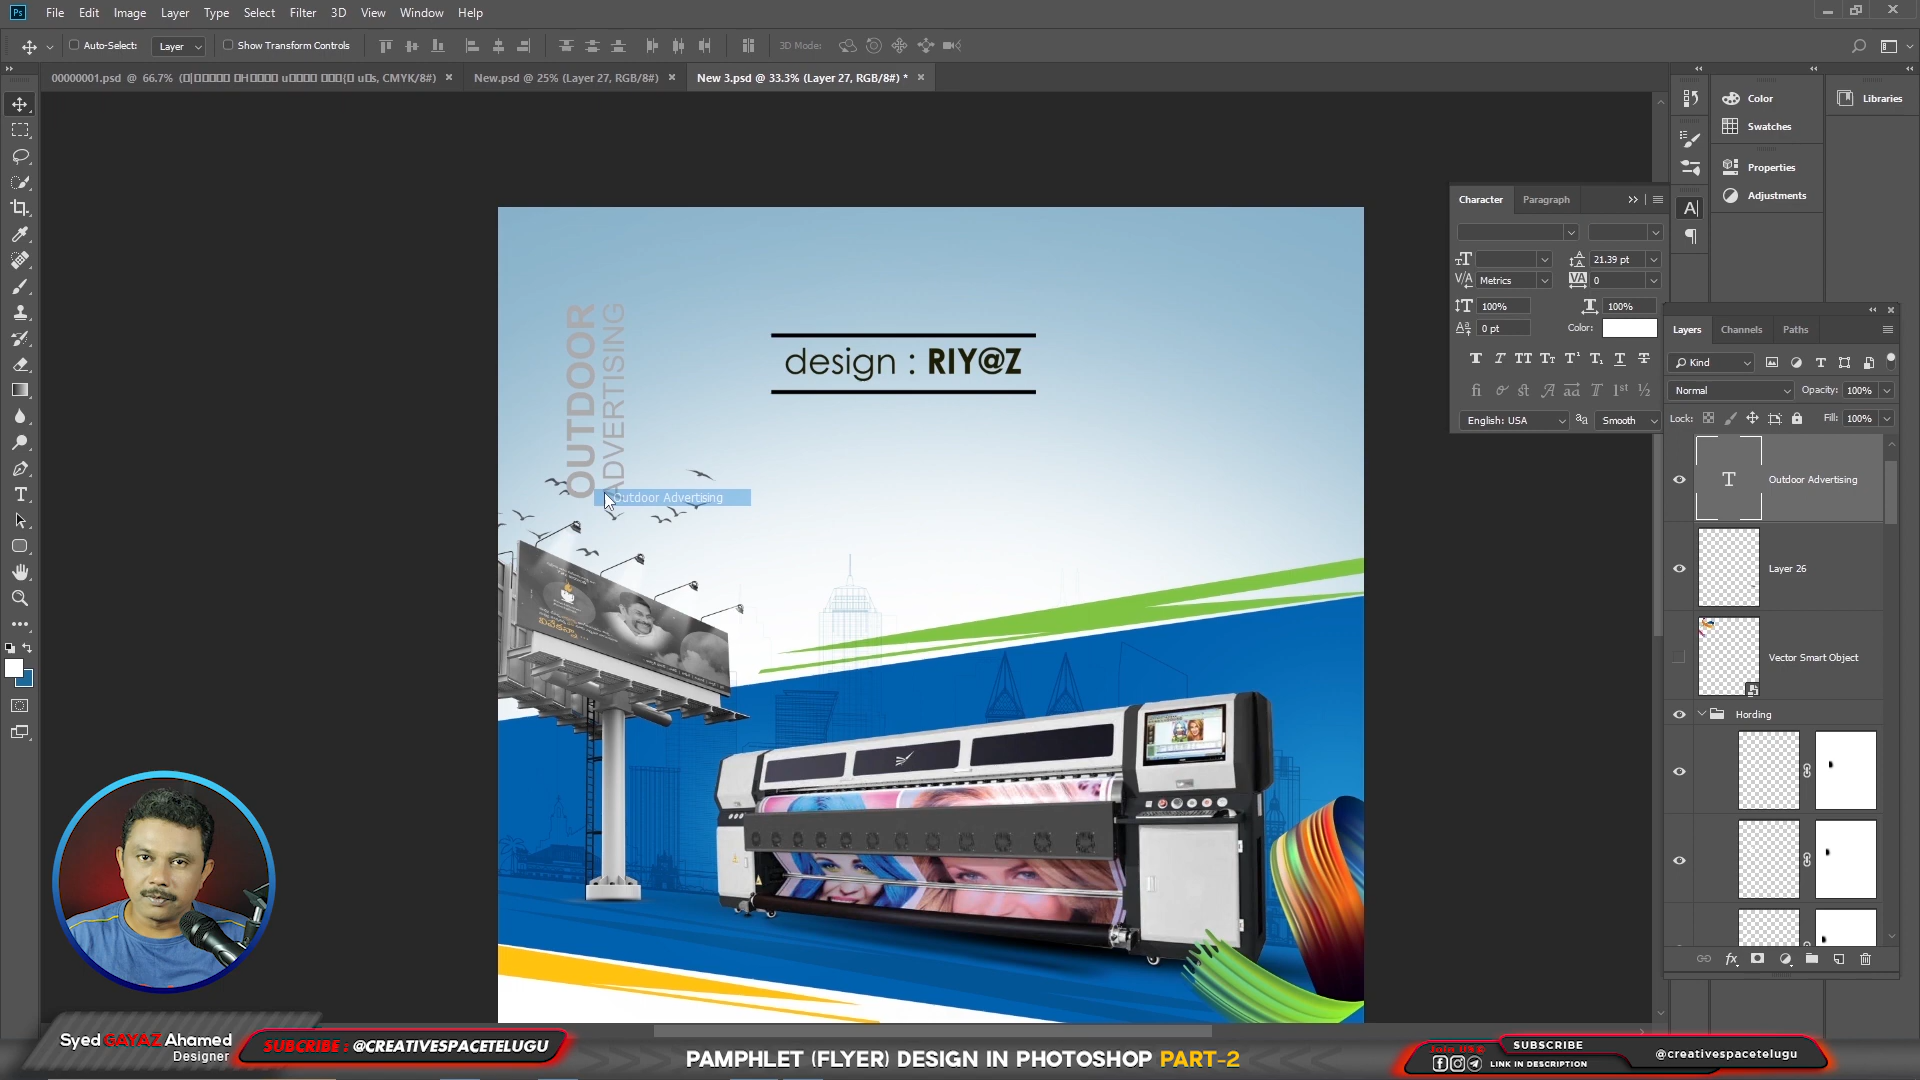 Ps File Edit Image Layer Type Select Filter 3D View Window Help
Auto-Select: Layer Show Transform Controls 3D Mode:
New.psd @ 25% (Layer 27, RGB/8#)
New 3.psd @ 33.3% (Layer 27, RGB/8#) *
Color
Swatches
Properties
Adjustments
Libraries
Character Paragraph
21.39 pt
Metrics 0
100% 100%
0 pt Color:
English: USA Smooth
Layers Channels Paths
Kind
Normal Opacity: 100%
Lock: Fill: 100%
Outdoor Advertising
Layer 26
Vector Smart Object
Hording
OUTDOOR
ADVERTISING
design : RIY@Z
Outdoor Advertising
Syed GAYAZ Ahamed
Designer
SUBCRIBE : @CREATIVESPACETELUGU
PAMPHLET (FLYER) DESIGN IN PHOTOSHOP PART-2
Join US@
SUBSCRIBE
LINK IN DESCRIPTION
@creativespacetelugu